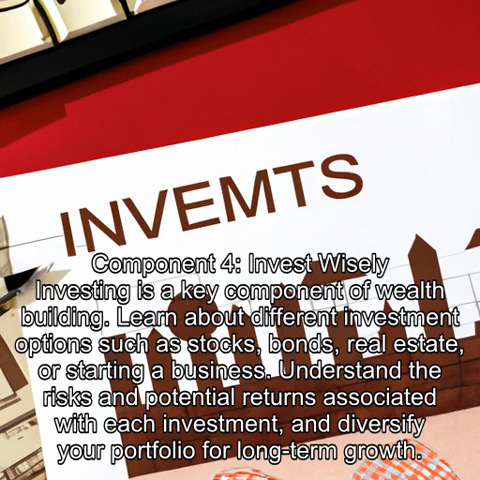 INVEMTS
Component 4: Invest Wisely
Investing is a key component of wealth
building. Learn about different investment
options such as stocks, bonds, real estate,
or starting a business. Understand the
risks and potential returns associated
with each investment, and diversify
your portfolio for long-term growth.